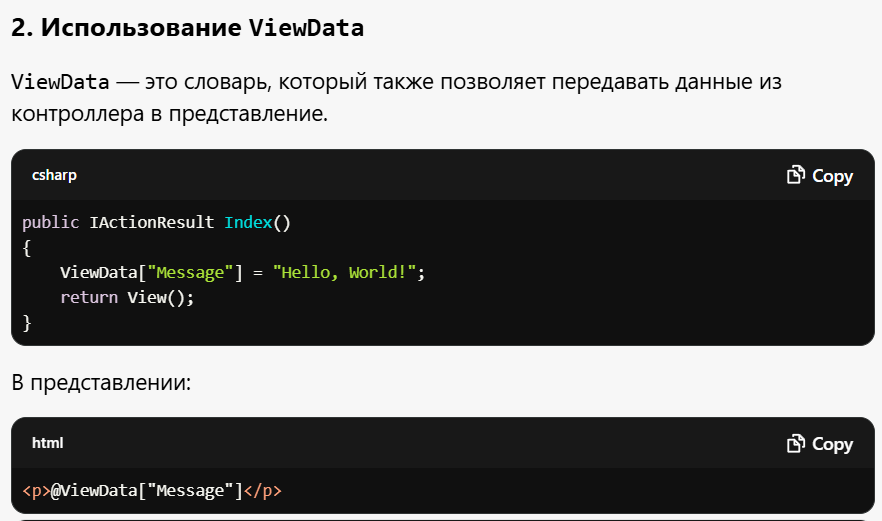 2. Использование ViewData
ViewData — это словарь, который также позволяет передавать данные из
контроллера в представление.
csharp
Copy
public IActionResult Index()
{
    ViewData["Message"] = "Hello, World!";
    return View();
}
В представлении:
html
Copy
<p>@ViewData["Message"]</p>